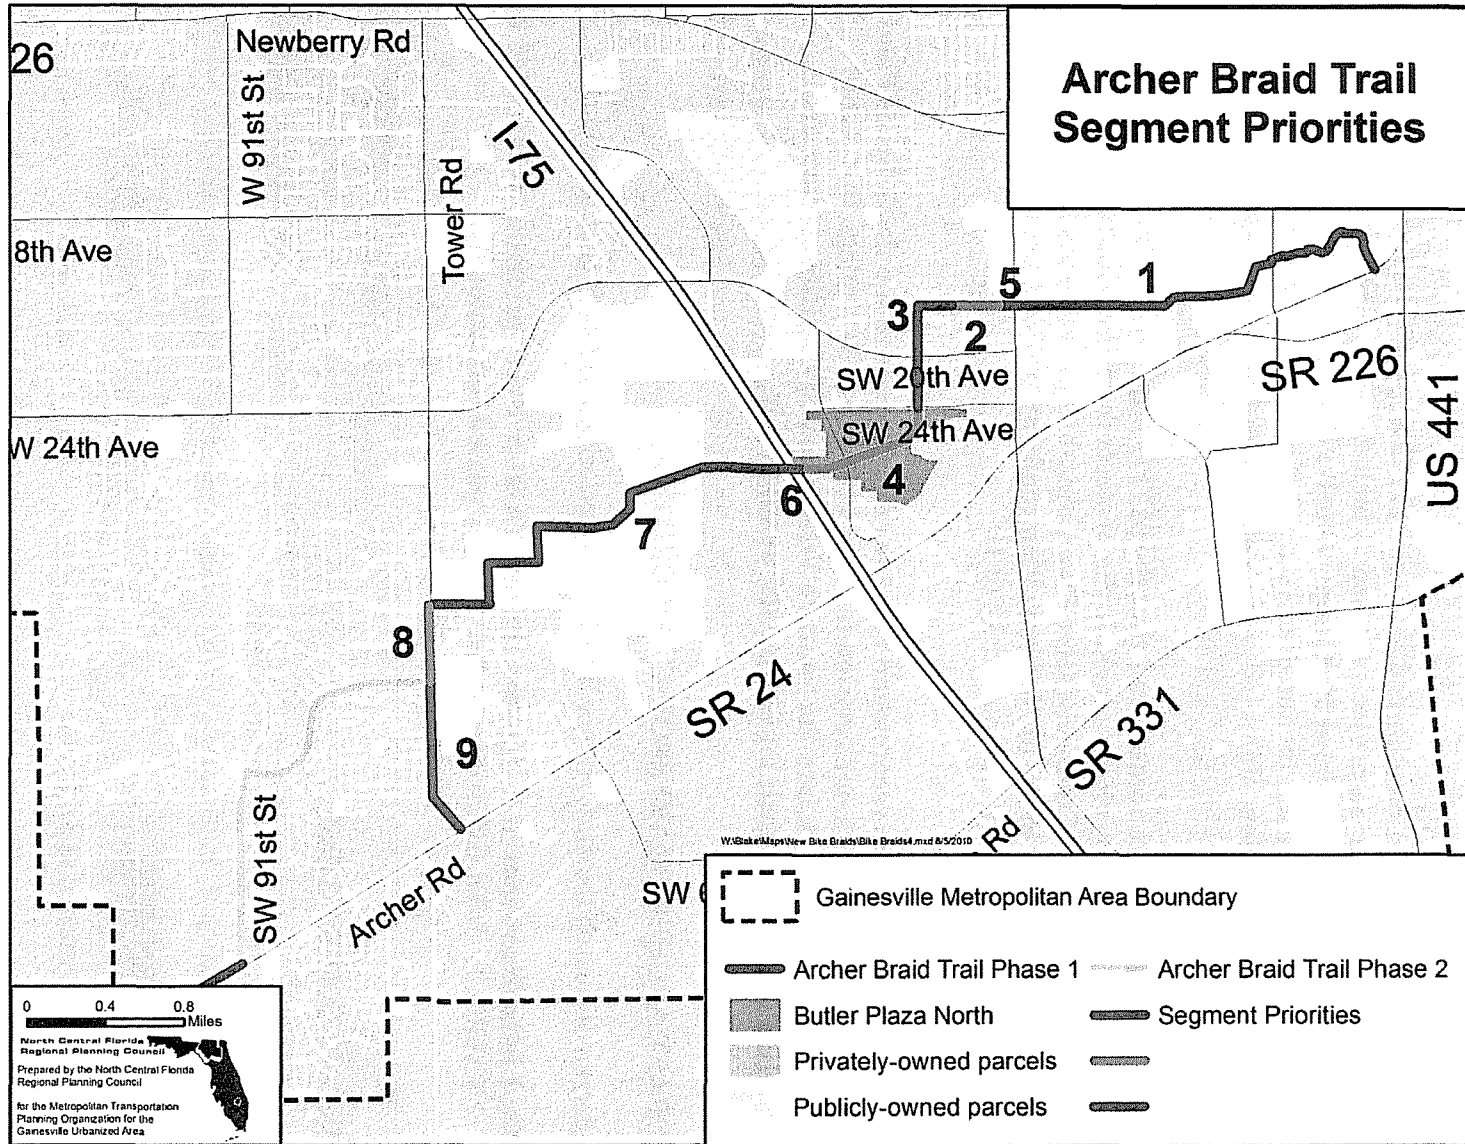 Archer Braid Trail
Segment Priorities
26
Newberry Rd
W 91st St
I-75
Tower Rd
8th Ave
1
5
3
2
SW 20th Ave
SR 226
SW 24th Ave
W 24th Ave
US 441
4
6
7
8
SR 24
SR 331
9
SW 91st St
W:\Blake\Maps\New Bike Braids\Bike Braids4.mxd 8/5/2010
Rd
Archer Rd
SW 6
Gainesville Metropolitan Area Boundary
Archer Braid Trail Phase 1
Archer Braid Trail Phase 2
Butler Plaza North
Segment Priorities
Privately-owned parcels
Publicly-owned parcels
0 0.4 0.8
Miles
North Central Florida
Regional Planning Council
Prepared by the North Central Florida
Regional Planning Council
for the Metropolitan Transportation
Planning Organization for the
Gainesville Urbanized Area